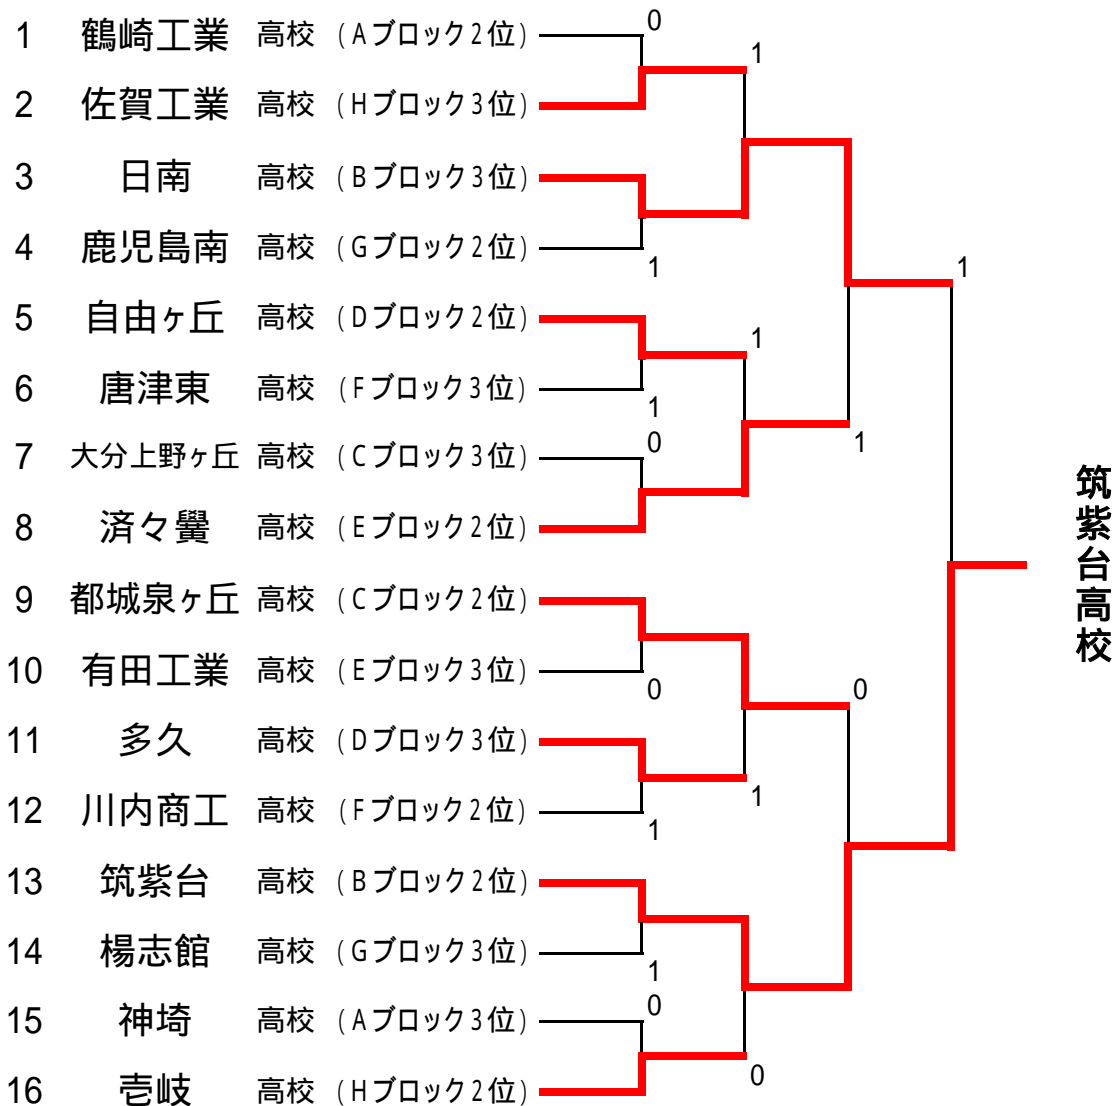 1 鶴崎工業 高校 (Aブロック2位)
0
1
2 佐賀工業 高校 (Hブロック3位)
3 日南 高校 (Bブロック3位)
4 鹿児島南 高校 (Gブロック2位)
1
1
5 自由ヶ丘 高校 (Dブロック2位)
1
6 唐津東 高校 (Fブロック3位)
1
0
1
7 大分上野ヶ丘 高校 (Cブロック3位)
8 済々黌 高校 (Eブロック2位)
筑紫台高校
9 都城泉ヶ丘 高校 (Cブロック2位)
10 有田工業 高校 (Eブロック3位)
0
0
11 多久 高校 (Dブロック3位)
1
12 川内商工 高校 (Fブロック2位)
1
13 筑紫台 高校 (Bブロック2位)
14 楊志館 高校 (Gブロック3位)
1
0
15 神埼 高校 (Aブロック3位)
0
16 壱岐 高校 (Hブロック2位)